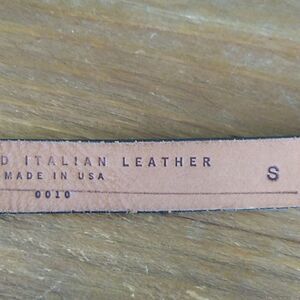 D ITALIAN LEATHER
MADE IN USA
0010
S